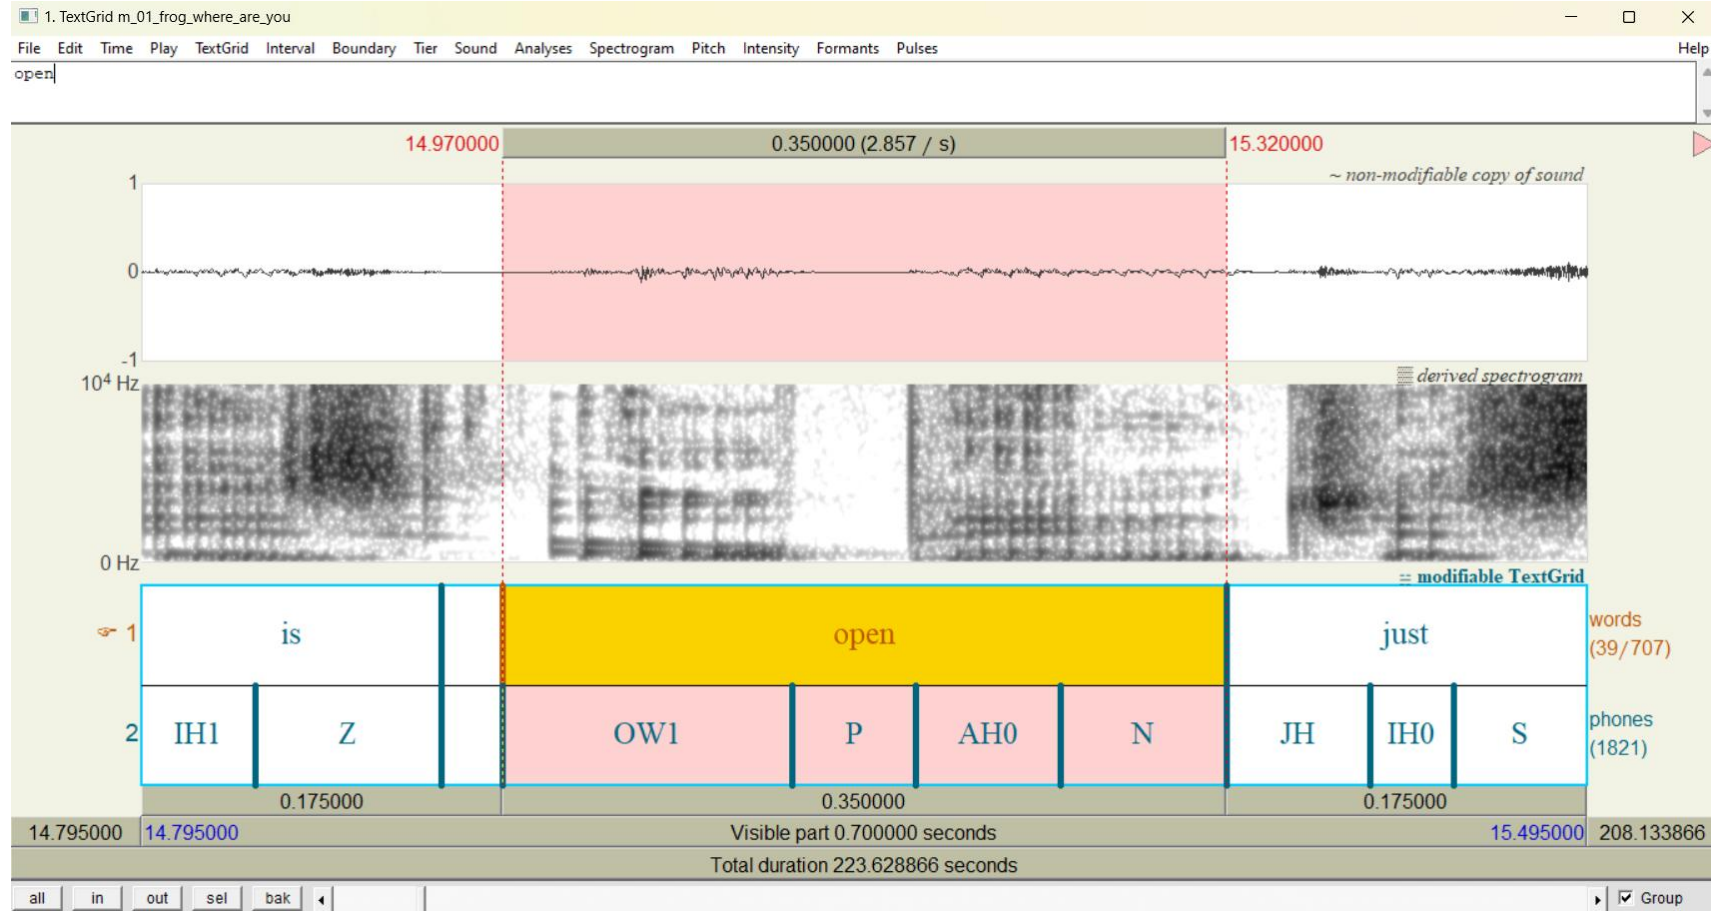 1. TextGrid m_01_frog_where_are_you
File Edit Time Play TextGrid Interval Boundary Tier Sound Analyses Spectrogram Pitch Intensity Formants Pulses Help
open
14.970000 0.350000 (2.857 / s) 15.320000
~ non-modifiable copy of sound
1
0
-1
10⁴ Hz
▒ derived spectrogram
0 Hz
:: modifiable TextGrid
☞ 1 is open just words
(39/707)
2 IH1 Z OW1 P AH0 N JH IH0 S phones
(1821)
0.175000 0.350000 0.175000
14.795000 14.795000 Visible part 0.700000 seconds 15.495000 208.133866
Total duration 223.628866 seconds
all in out sel bak Group